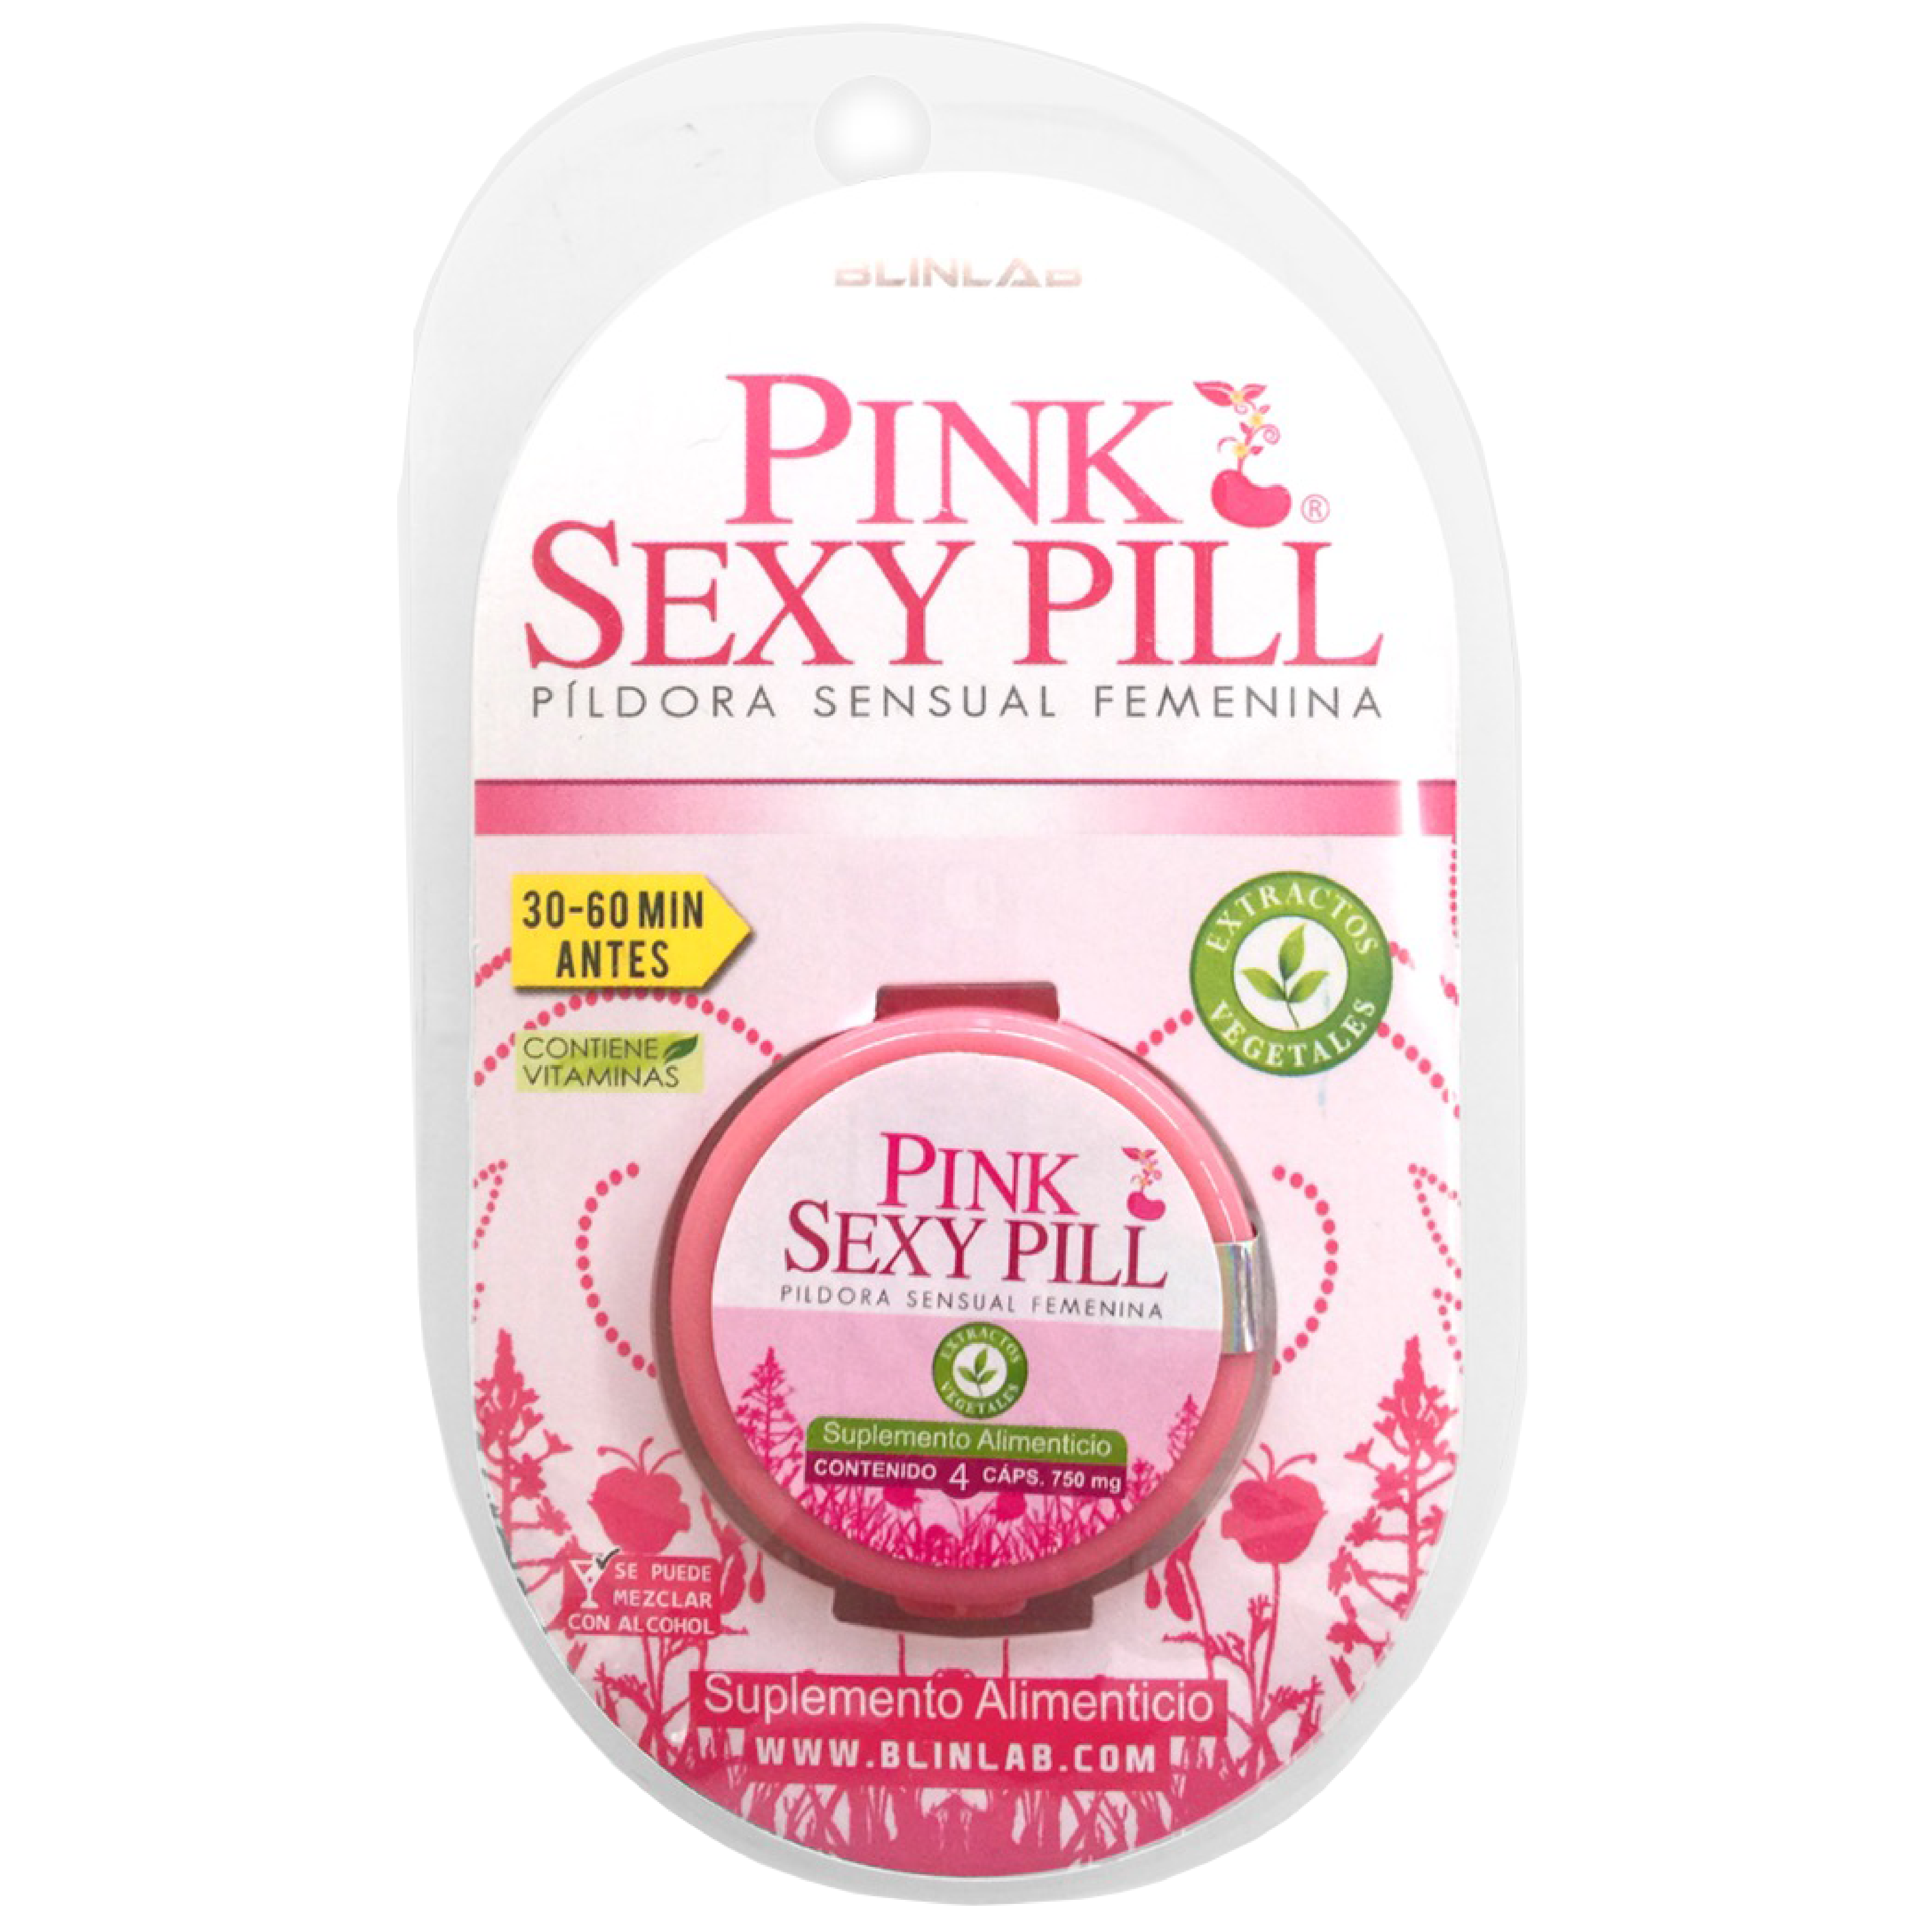 BLINLAB
PINK
SEXY PILL
®
PÍLDORA SENSUAL FEMENINA
30-60 MIN
ANTES
EXTRACTOS
VEGETALES
CONTIENE
VITAMINAS
PINK
SEXY PILL
PILDORA SENSUAL FEMENINA
EXTRACTOS
VEGETALES
Suplemento Alimenticio
CONTENIDO 4 CÁPS. 750 mg
SE PUEDE
MEZCLAR
CON ALCOHOL
Suplemento Alimenticio
WWW.BLINLAB.COM